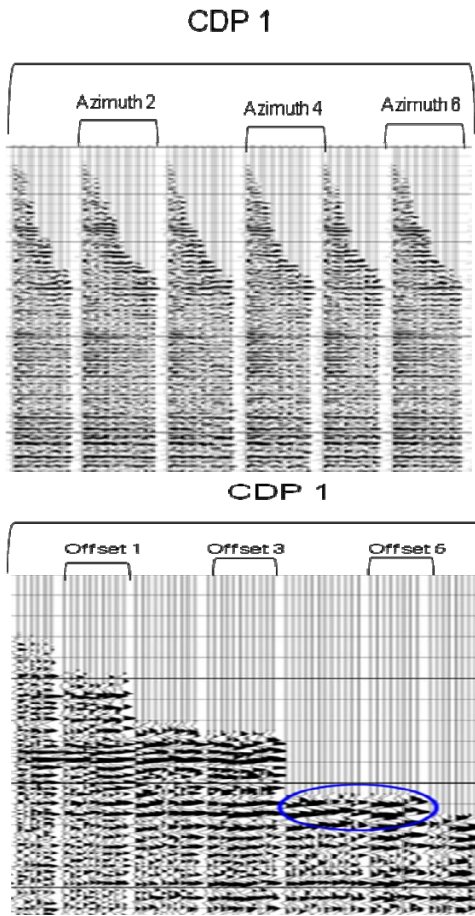 CDP 1
Azimuth 2 Azimuth 4 Azimuth 6
CDP 1
Offset 1 Offset 3 Offset 5